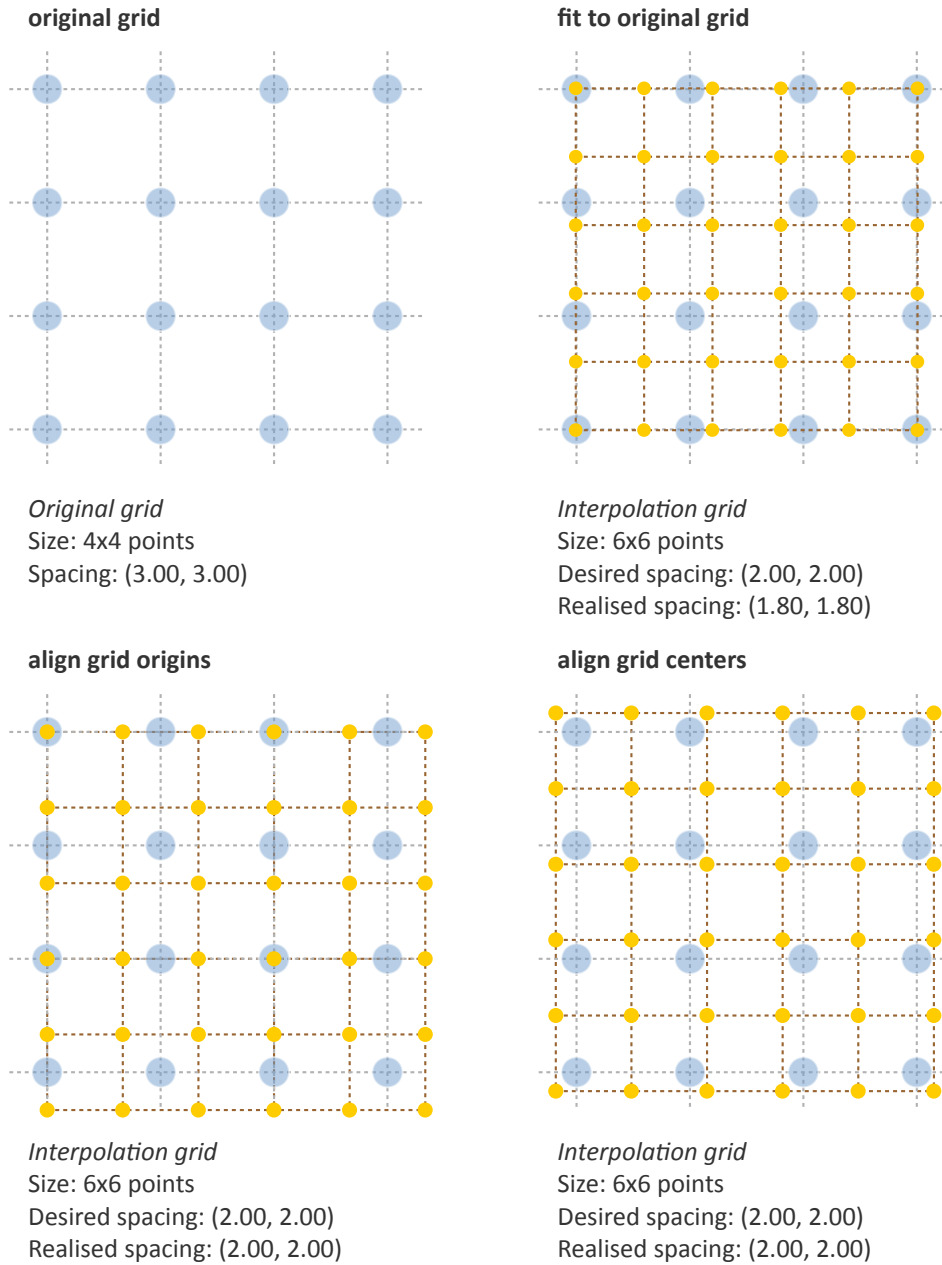 original grid
Original grid
Size: 4x4 points
Spacing: (3.00, 3.00)
fit to original grid
Interpolation grid
Size: 6x6 points
Desired spacing: (2.00, 2.00)
Realised spacing: (1.80, 1.80)
align grid origins
Interpolation grid
Size: 6x6 points
Desired spacing: (2.00, 2.00)
Realised spacing: (2.00, 2.00)
align grid centers
Interpolation grid
Size: 6x6 points
Desired spacing: (2.00, 2.00)
Realised spacing: (2.00, 2.00)